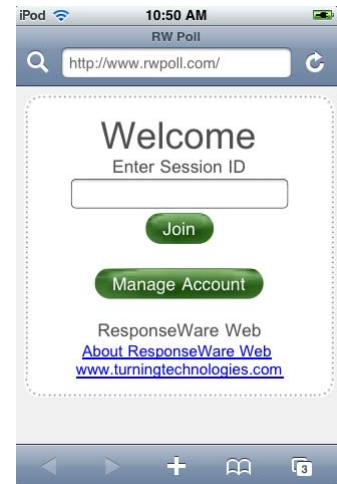 iPod 10:50 AM
RW Poll
http://www.rwpoll.com/
Welcome
Enter Session ID
Join
Manage Account
ResponseWare Web
About ResponseWare Web
www.turningtechnologies.com
3